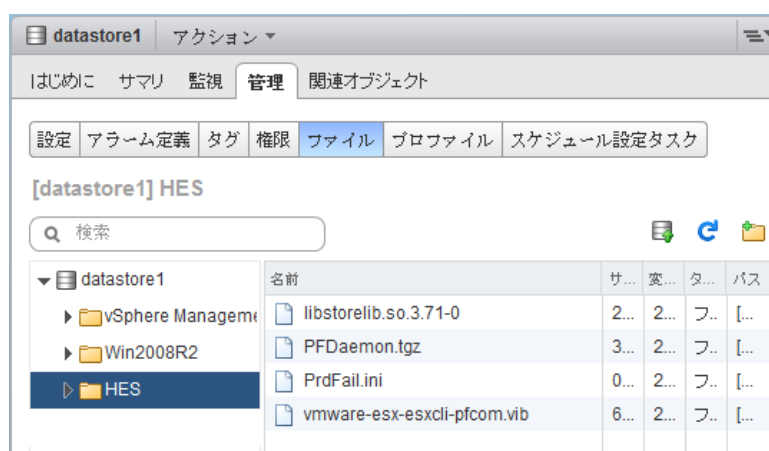 datastore1 アクション
はじめに サマリ 監視 管理 関連オブジェクト
設定 アラーム定義 タグ 権限 ファイル プロファイル スケジュール設定タスク
[datastore1] HES
検索
datastore1
vSphere Manageme
Win2008R2
HES
名前 サ... 変... タ... パス
libstorelib.so.3.71-0 2... 2... フ.. [...
PFDaemon.tgz 3... 2... フ.. [...
PrdFail.ini 0... 2... フ.. [...
vmware-esx-esxcli-pfcom.vib 6... 2... フ.. [...